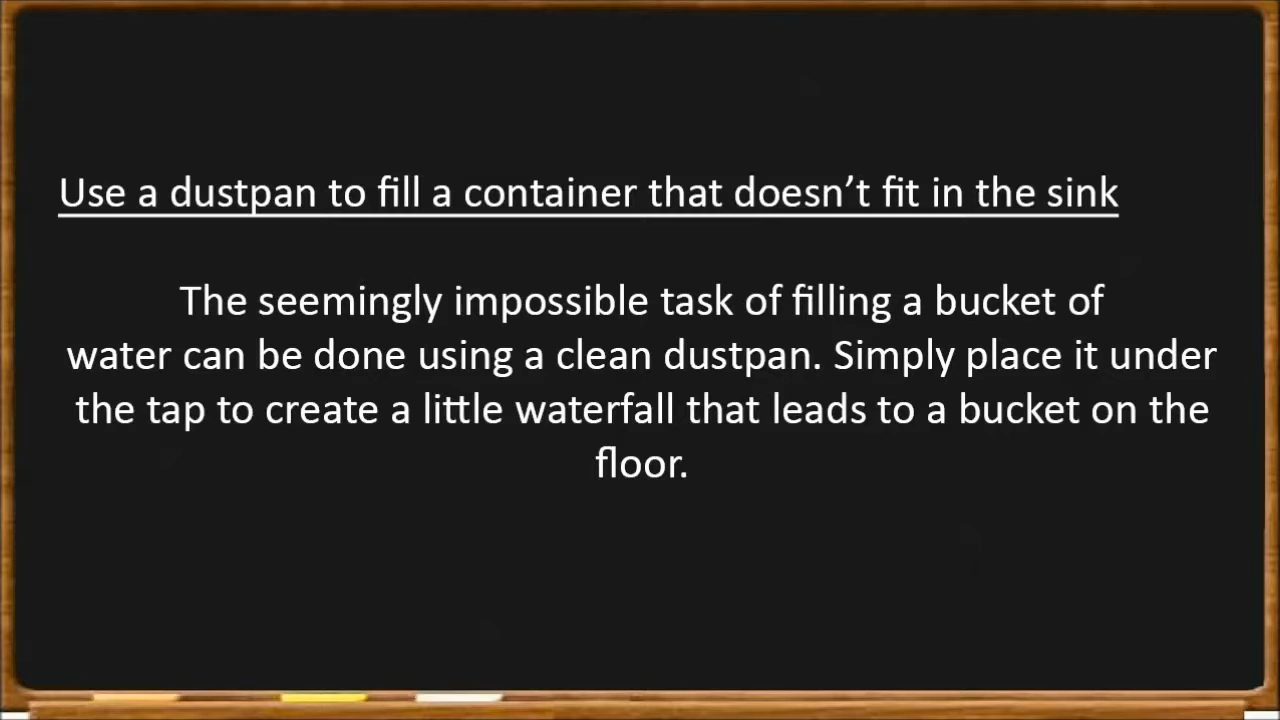 Use a dustpan to fill a container that doesn’t fit in the sink
The seemingly impossible task of filling a bucket of
water can be done using a clean dustpan. Simply place it under
the tap to create a little waterfall that leads to a bucket on the
floor.